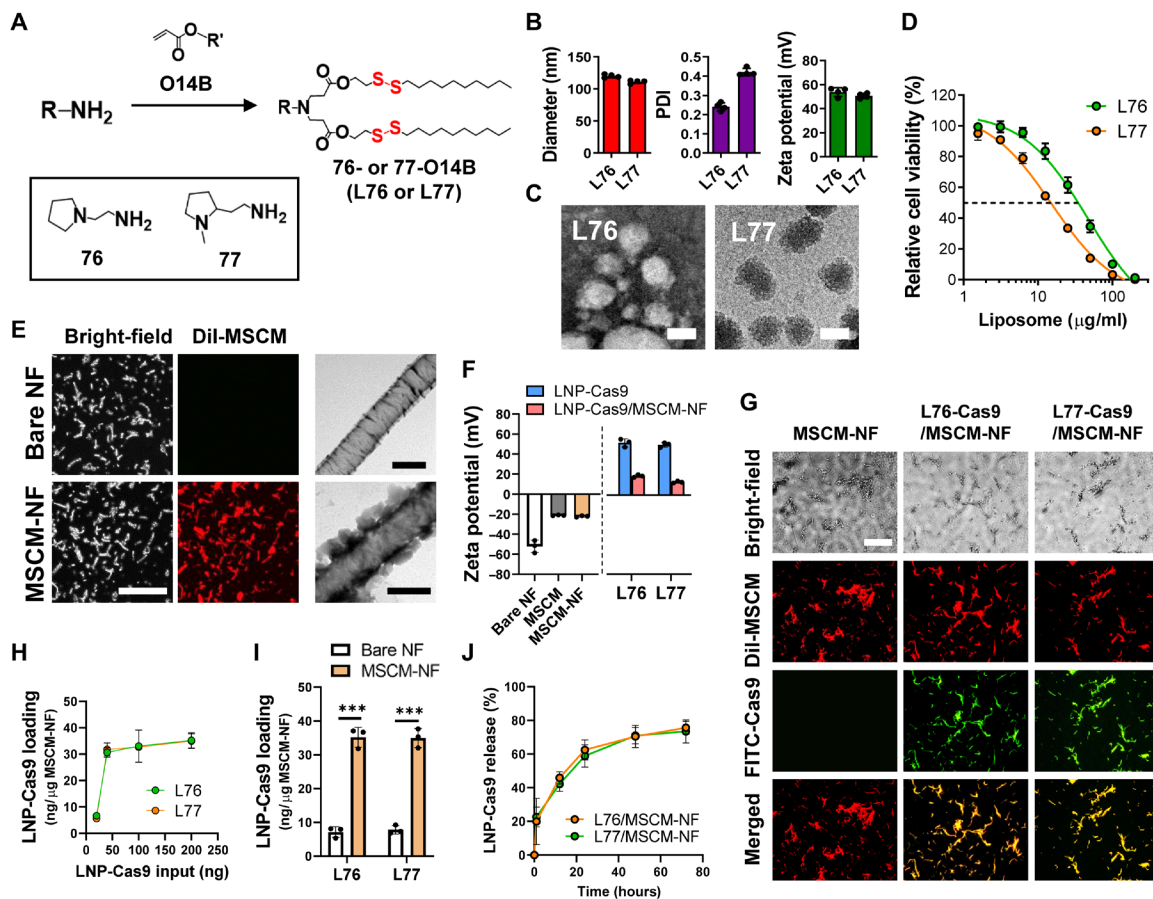 A
O
O
R'
O14B
R–NH₂
R–N
O
O
S
S
O
O
S
S
76- or 77-O14B
(L76 or L77)
N
NH₂
76
N
NH₂
77
B
Diameter (nm)
150
100
50
0
L76
L77
PDI
0.5
0.4
0.3
0.2
0.1
0.0
L76
L77
Zeta potential (mV)
100
80
60
40
20
0
L76
L77
C
L76
L77
D
Relative cell viability (%)
120
100
80
60
40
20
0
1
10
100
Liposome (μg/ml)
L76
L77
E
Bright-field
DiI-MSCM
Bare NF
MSCM-NF
F
LNP-Cas9
LNP-Cas9/MSCM-NF
Zeta potential (mV)
80
60
40
20
0
−20
−40
−60
−80
Bare NF
MSCM
MSCM-NF
L76
L77
G
MSCM-NF
L76-Cas9
/MSCM-NF
L77-Cas9
/MSCM-NF
Bright-field
DiI-MSCM
FITC-Cas9
Merged
H
LNP-Cas9 loading
(ng/μg MSCM-NF)
50
40
30
20
10
0
0
50
100
150
200
250
LNP-Cas9 input (ng)
L76
L77
I
Bare NF
MSCM-NF
LNP-Cas9 loading
(ng/μg MSCM-NF)
50
40
30
20
10
0
***
***
L76
L77
J
LNP-Cas9 release (%)
100
80
60
40
20
0
0
20
40
60
80
Time (hours)
L76/MSCM-NF
L77/MSCM-NF